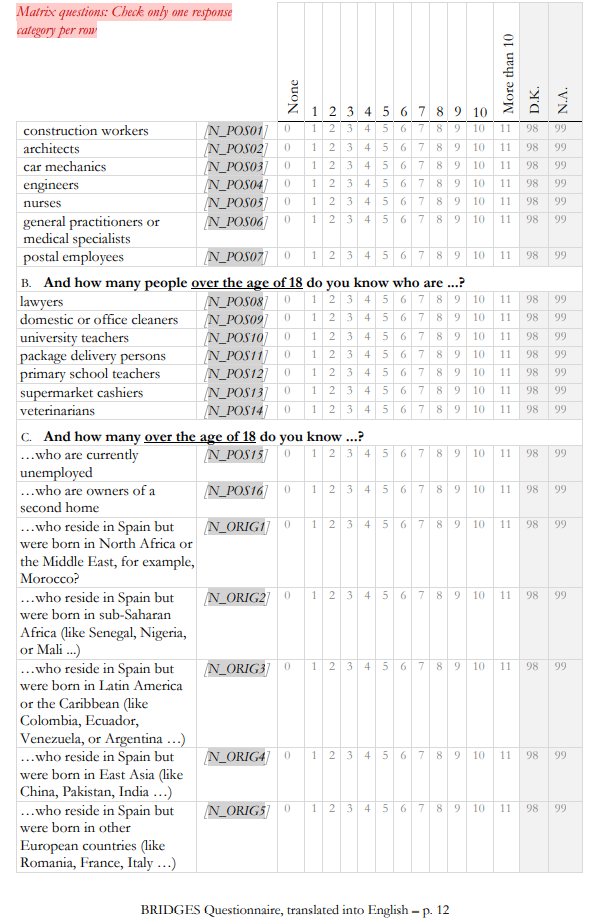 Matrix questions: Check only one response
category per row
None 1 2 3 4 5 6 7 8 9 10 More than 10 D.K. N.A.
construction workers [N_POS01] 0 1 2 3 4 5 6 7 8 9 10 11 98 99
architects [N_POS02] 0 1 2 3 4 5 6 7 8 9 10 11 98 99
car mechanics [N_POS03] 0 1 2 3 4 5 6 7 8 9 10 11 98 99
engineers [N_POS04] 0 1 2 3 4 5 6 7 8 9 10 11 98 99
nurses [N_POS05] 0 1 2 3 4 5 6 7 8 9 10 11 98 99
general practitioners or [N_POS06] 0 1 2 3 4 5 6 7 8 9 10 11 98 99
medical specialists
postal employees [N_POS07] 0 1 2 3 4 5 6 7 8 9 10 11 98 99
B. And how many people over the age of 18 do you know who are ...?
lawyers [N_POS08] 0 1 2 3 4 5 6 7 8 9 10 11 98 99
domestic or office cleaners [N_POS09] 0 1 2 3 4 5 6 7 8 9 10 11 98 99
university teachers [N_POS10] 0 1 2 3 4 5 6 7 8 9 10 11 98 99
package delivery persons [N_POS11] 0 1 2 3 4 5 6 7 8 9 10 11 98 99
primary school teachers [N_POS12] 0 1 2 3 4 5 6 7 8 9 10 11 98 99
supermarket cashiers [N_POS13] 0 1 2 3 4 5 6 7 8 9 10 11 98 99
veterinarians [N_POS14] 0 1 2 3 4 5 6 7 8 9 10 11 98 99
C. And how many over the age of 18 do you know ...?
…who are currently [N_POS15] 0 1 2 3 4 5 6 7 8 9 10 11 98 99
unemployed
…who are owners of a [N_POS16] 0 1 2 3 4 5 6 7 8 9 10 11 98 99
second home
…who reside in Spain but [N_ORIG1] 0 1 2 3 4 5 6 7 8 9 10 11 98 99
were born in North Africa or
the Middle East, for example,
Morocco?
…who reside in Spain but [N_ORIG2] 0 1 2 3 4 5 6 7 8 9 10 11 98 99
were born in sub-Saharan
Africa (like Senegal, Nigeria,
or Mali ...)
…who reside in Spain but [N_ORIG3] 0 1 2 3 4 5 6 7 8 9 10 11 98 99
were born in Latin America
or the Caribbean (like
Colombia, Ecuador,
Venezuela, or Argentina …)
…who reside in Spain but [N_ORIG4] 0 1 2 3 4 5 6 7 8 9 10 11 98 99
were born in East Asia (like
China, Pakistan, India …)
…who reside in Spain but [N_ORIG5] 0 1 2 3 4 5 6 7 8 9 10 11 98 99
were born in other
European countries (like
Romania, France, Italy …)
BRIDGES Questionnaire, translated into English – p. 12